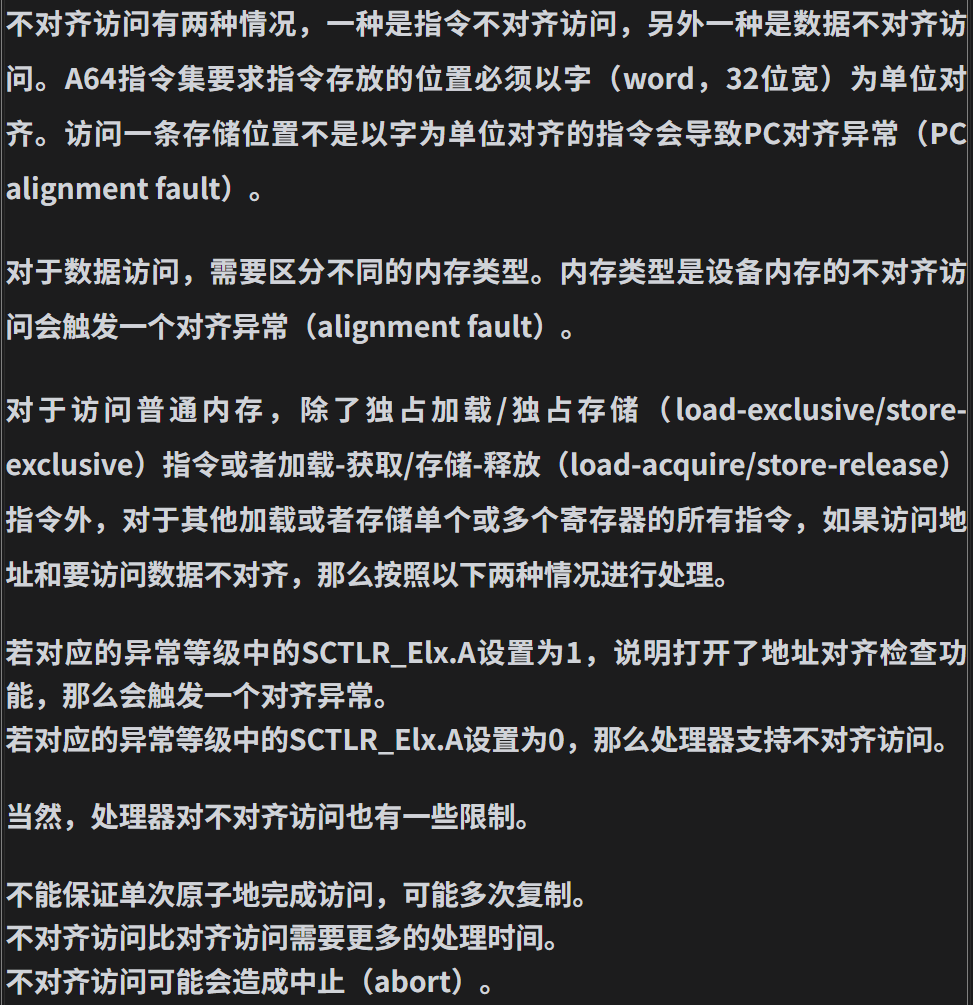 不对齐访问有两种情况，一种是指令不对齐访问，另外一种是数据不对齐访
问。A64指令集要求指令存放的位置必须以字（word，32位宽）为单位对
齐。访问一条存储位置不是以字为单位对齐的指令会导致PC对齐异常（PC
alignment fault）。
对于数据访问，需要区分不同的内存类型。内存类型是设备内存的不对齐访
问会触发一个对齐异常（alignment fault）。
对于访问普通内存，除了独占加载/独占存储（load-exclusive/store-
exclusive）指令或者加载-获取/存储-释放（load-acquire/store-release）
指令外，对于其他加载或者存储单个或多个寄存器的所有指令，如果访问地
址和要访问数据不对齐，那么按照以下两种情况进行处理。
若对应的异常等级中的SCTLR_Elx.A设置为1，说明打开了地址对齐检查功
能，那么会触发一个对齐异常。
若对应的异常等级中的SCTLR_Elx.A设置为0，那么处理器支持不对齐访问。
当然，处理器对不对齐访问也有一些限制。
不能保证单次原子地完成访问，可能多次复制。
不对齐访问比对齐访问需要更多的处理时间。
不对齐访问可能会造成中止（abort）。